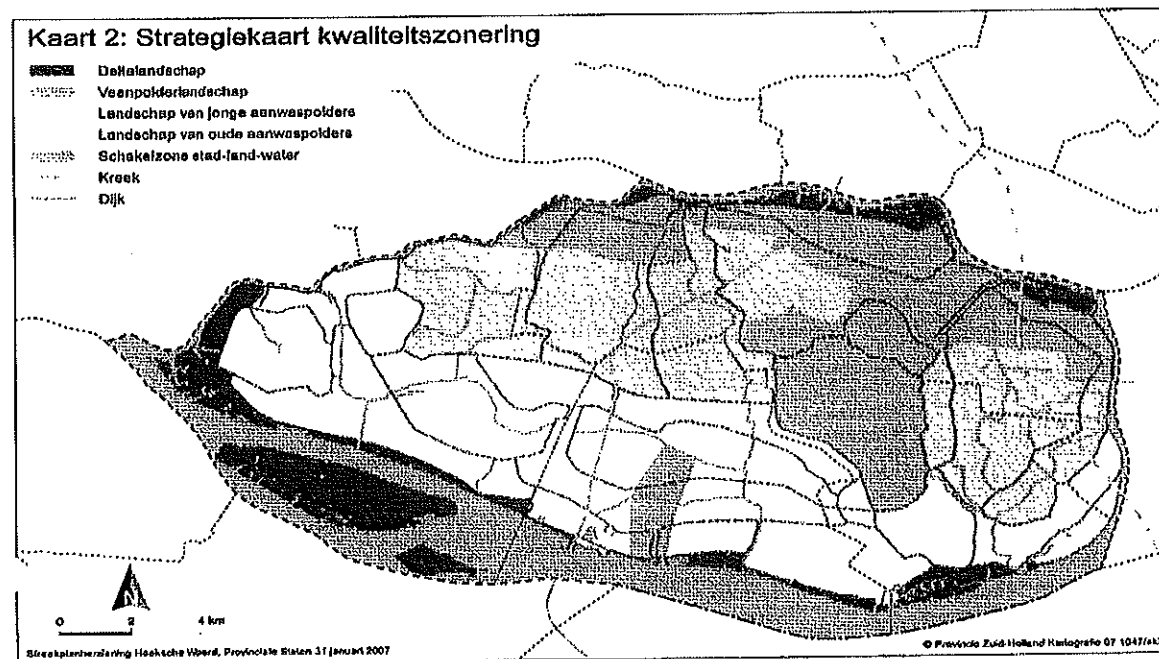 Kaart 2: Strategiekaart kwaliteitszonering
Deltalandschap
Veenpolderlandschap
Landschap van jonge aanwaspolders
Landschap van oude aanwaspolders
Schakelzone stad-land-water
Kreek
Dijk
N
0 2 4 km
Streekplanherziening Hoeksche Waard, Provinciale Staten 31 januari 2007
© Provincie Zuid-Holland Kartografie 07